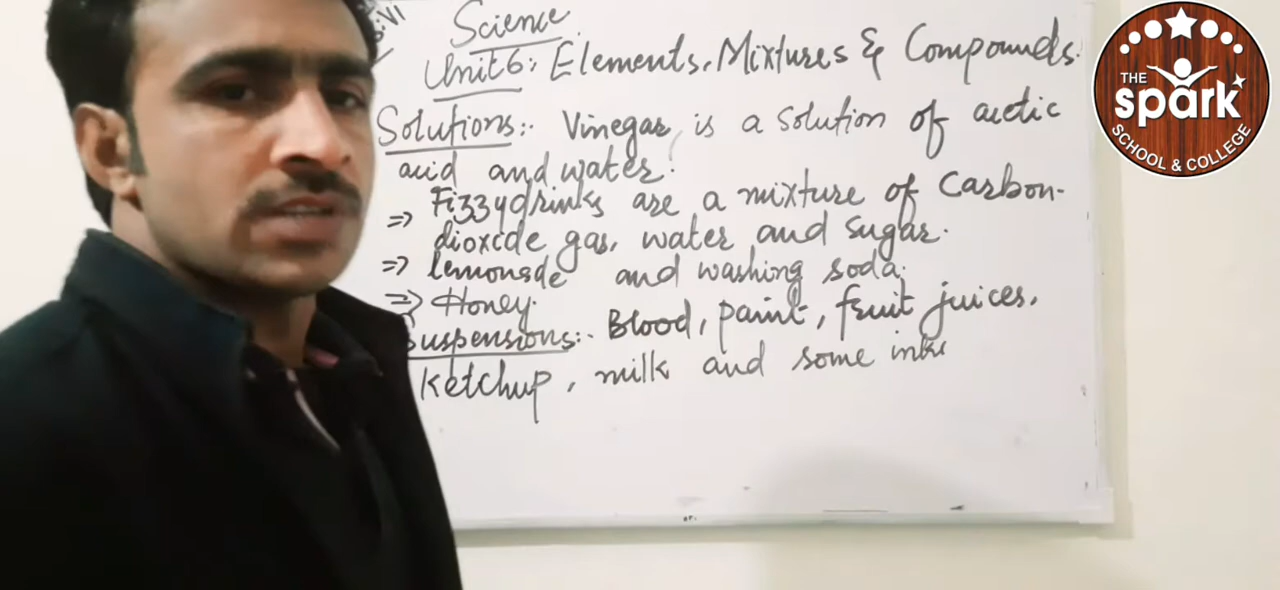 Science
Unit 6: Elements, Mixtures & Compounds.
Solutions:- Vinegar, is a solution of acetic
acid and water.
=> Fizzy drinks are a mixture of Carbon-
dioxide gas, water and sugar.
=> lemonade and washing soda.
=> Honey.
Suspensions:- Blood, paint, fruit juices.
Ketchup, milk and some inks
THE
spark
SCHOOL & COLLEGE